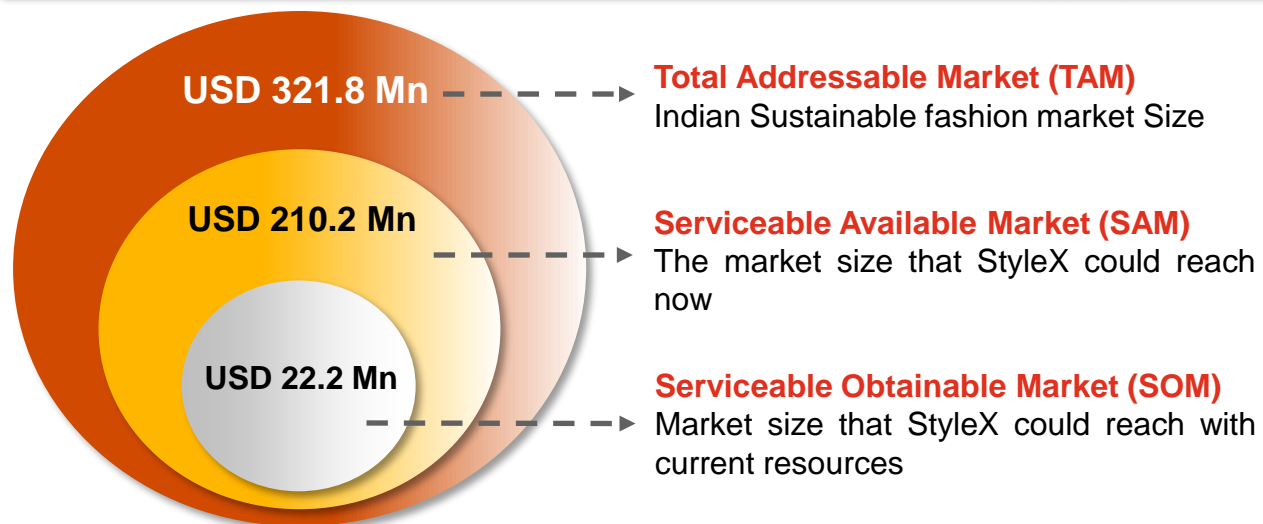 USD 321.8 Mn
Total Addressable Market (TAM)
Indian Sustainable fashion market Size
USD 210.2 Mn
Serviceable Available Market (SAM)
The market size that StyleX could reach
now
USD 22.2 Mn
Serviceable Obtainable Market (SOM)
Market size that StyleX could reach with
current resources